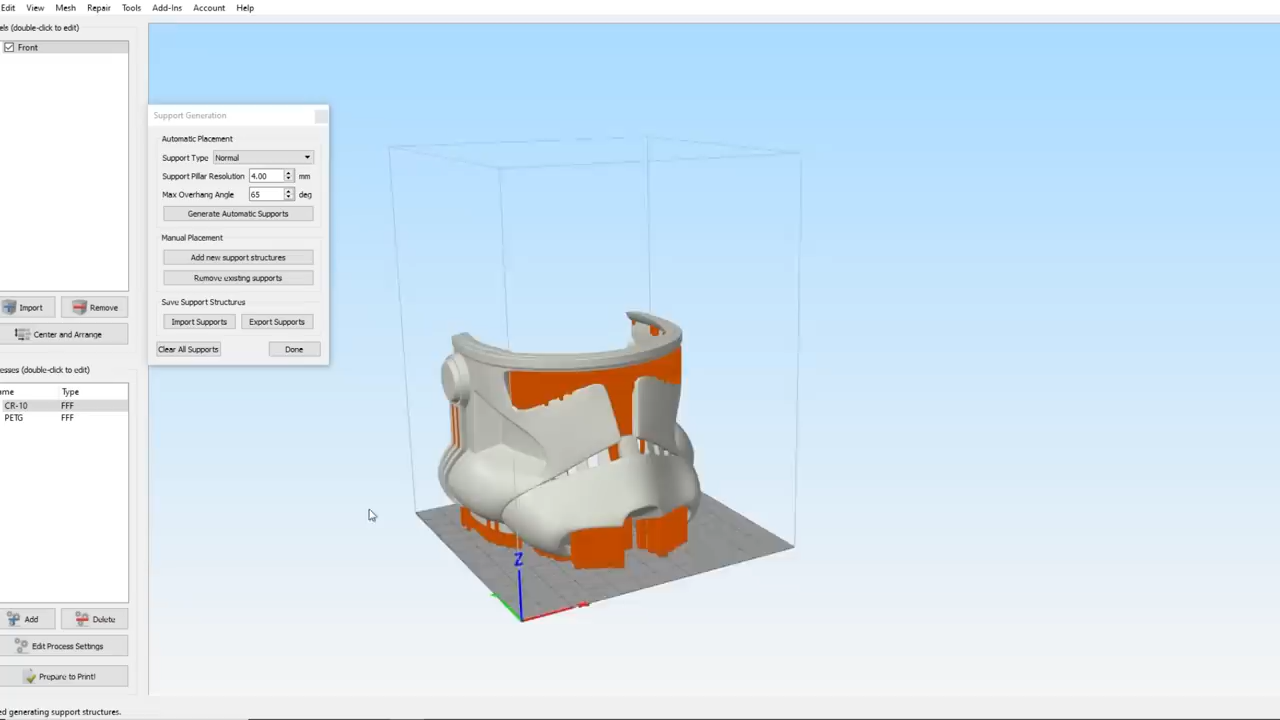 Edit View Mesh Repair Tools Add-Ins Account Help
els (double-click to edit)
Front
Import Remove
Center and Arrange
esses (double-click to edit)
me Type
CR-10 FFF
PETG FFF
Add Delete
Edit Process Settings
Prepare to Print!
ed generating support structures.
Support Generation
Automatic Placement
Support Type Normal
Support Pillar Resolution 4.00 mm
Max Overhang Angle 65 deg
Generate Automatic Supports
Manual Placement
Add new support structures
Remove existing supports
Save Support Structures
Import Supports Export Supports
Clear All Supports Done
Z